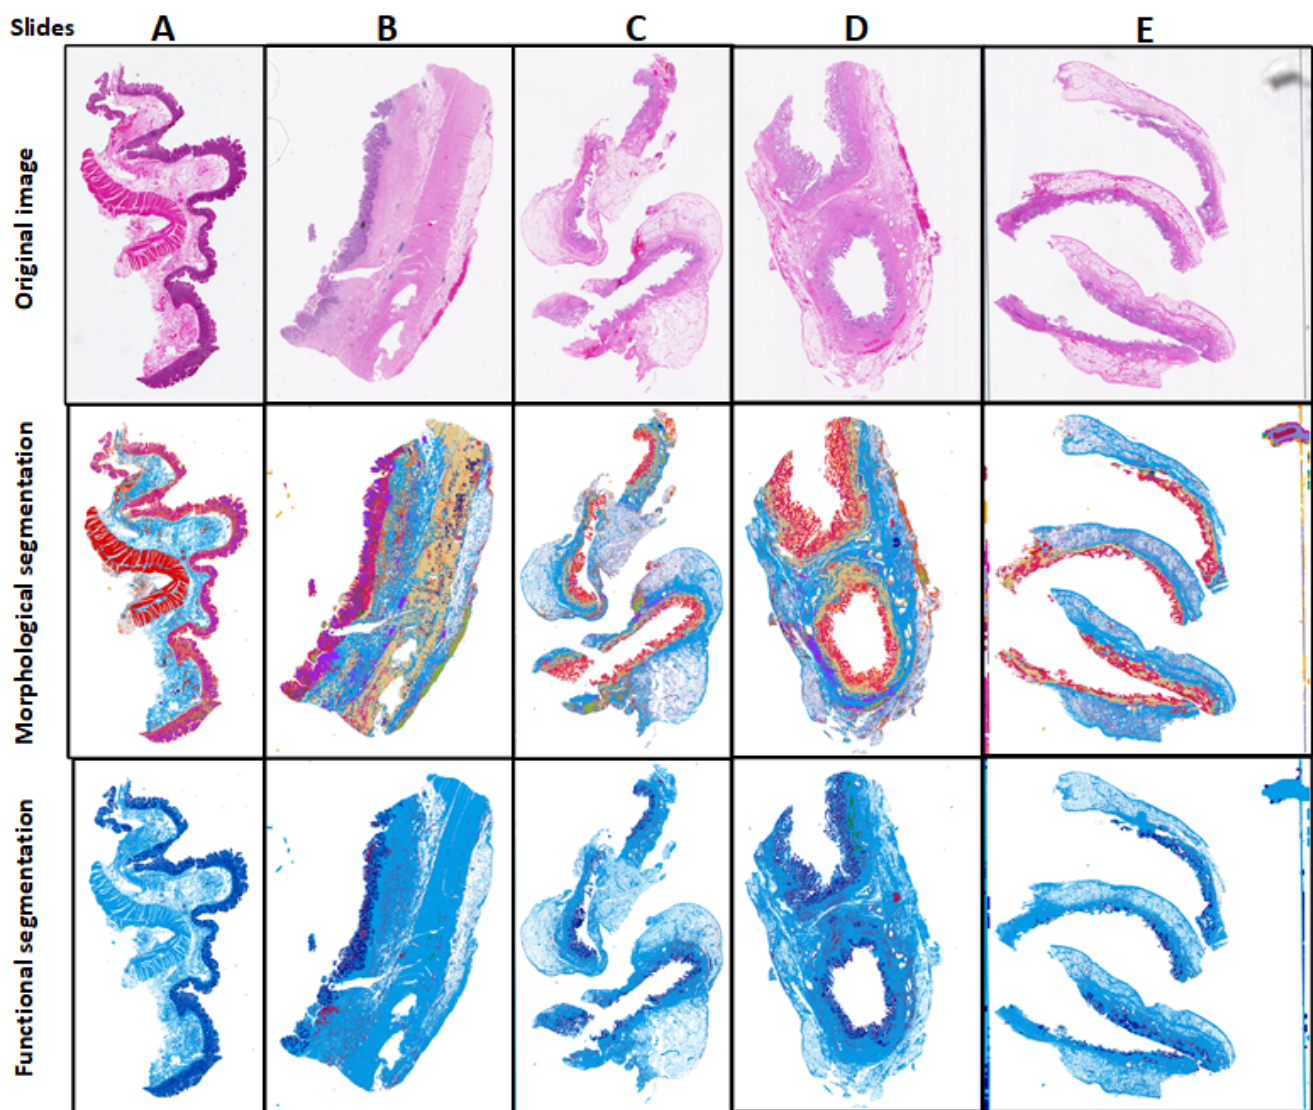 Slides A B C D E
Original image
Morphological segmentation
Functional segmentation